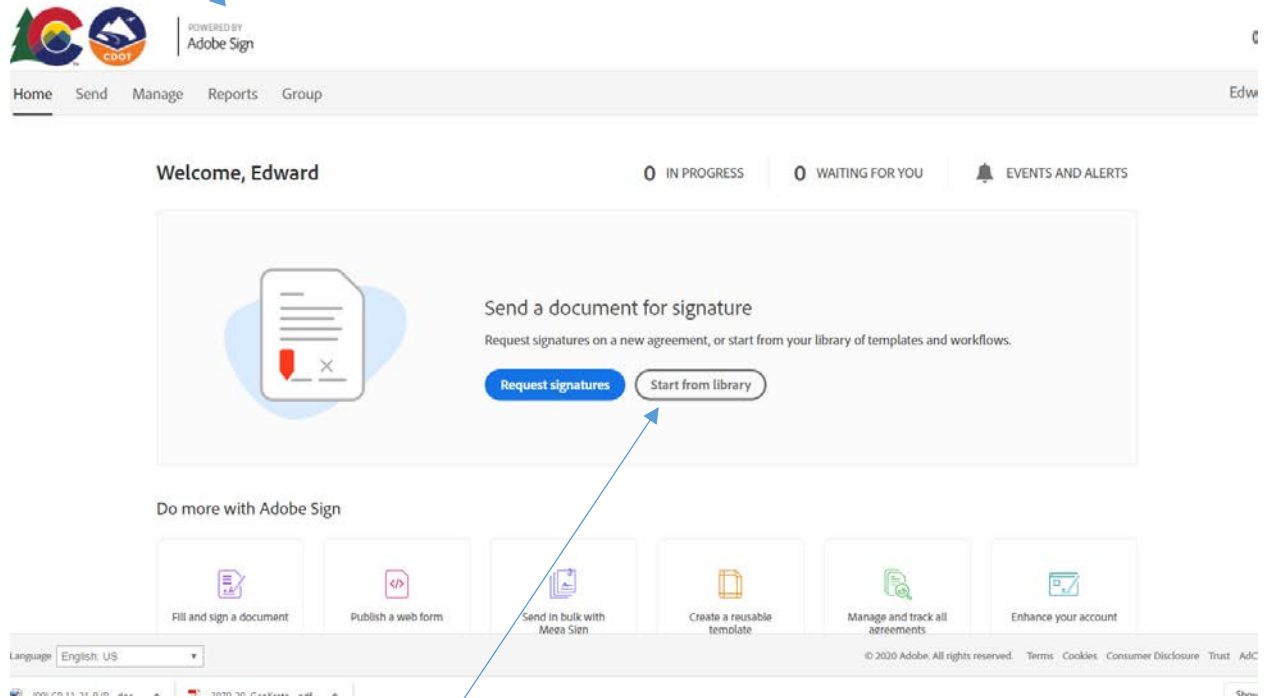 CDOT
POWERED BY
Adobe Sign
Home Send Manage Reports Group
Welcome, Edward
0 IN PROGRESS 0 WAITING FOR YOU EVENTS AND ALERTS
Send a document for signature
Request signatures on a new agreement, or start from your library of templates and workflows.
Request signatures Start from library
Do more with Adobe Sign
Fill and sign a document
Publish a web form
Send in bulk with
Mega Sign
Create a reusable
template
Manage and track all
agreements
Enhance your account
Language English: US © 2020 Adobe. All rights reserved. Terms Cookies Consumer Disclosure Trust